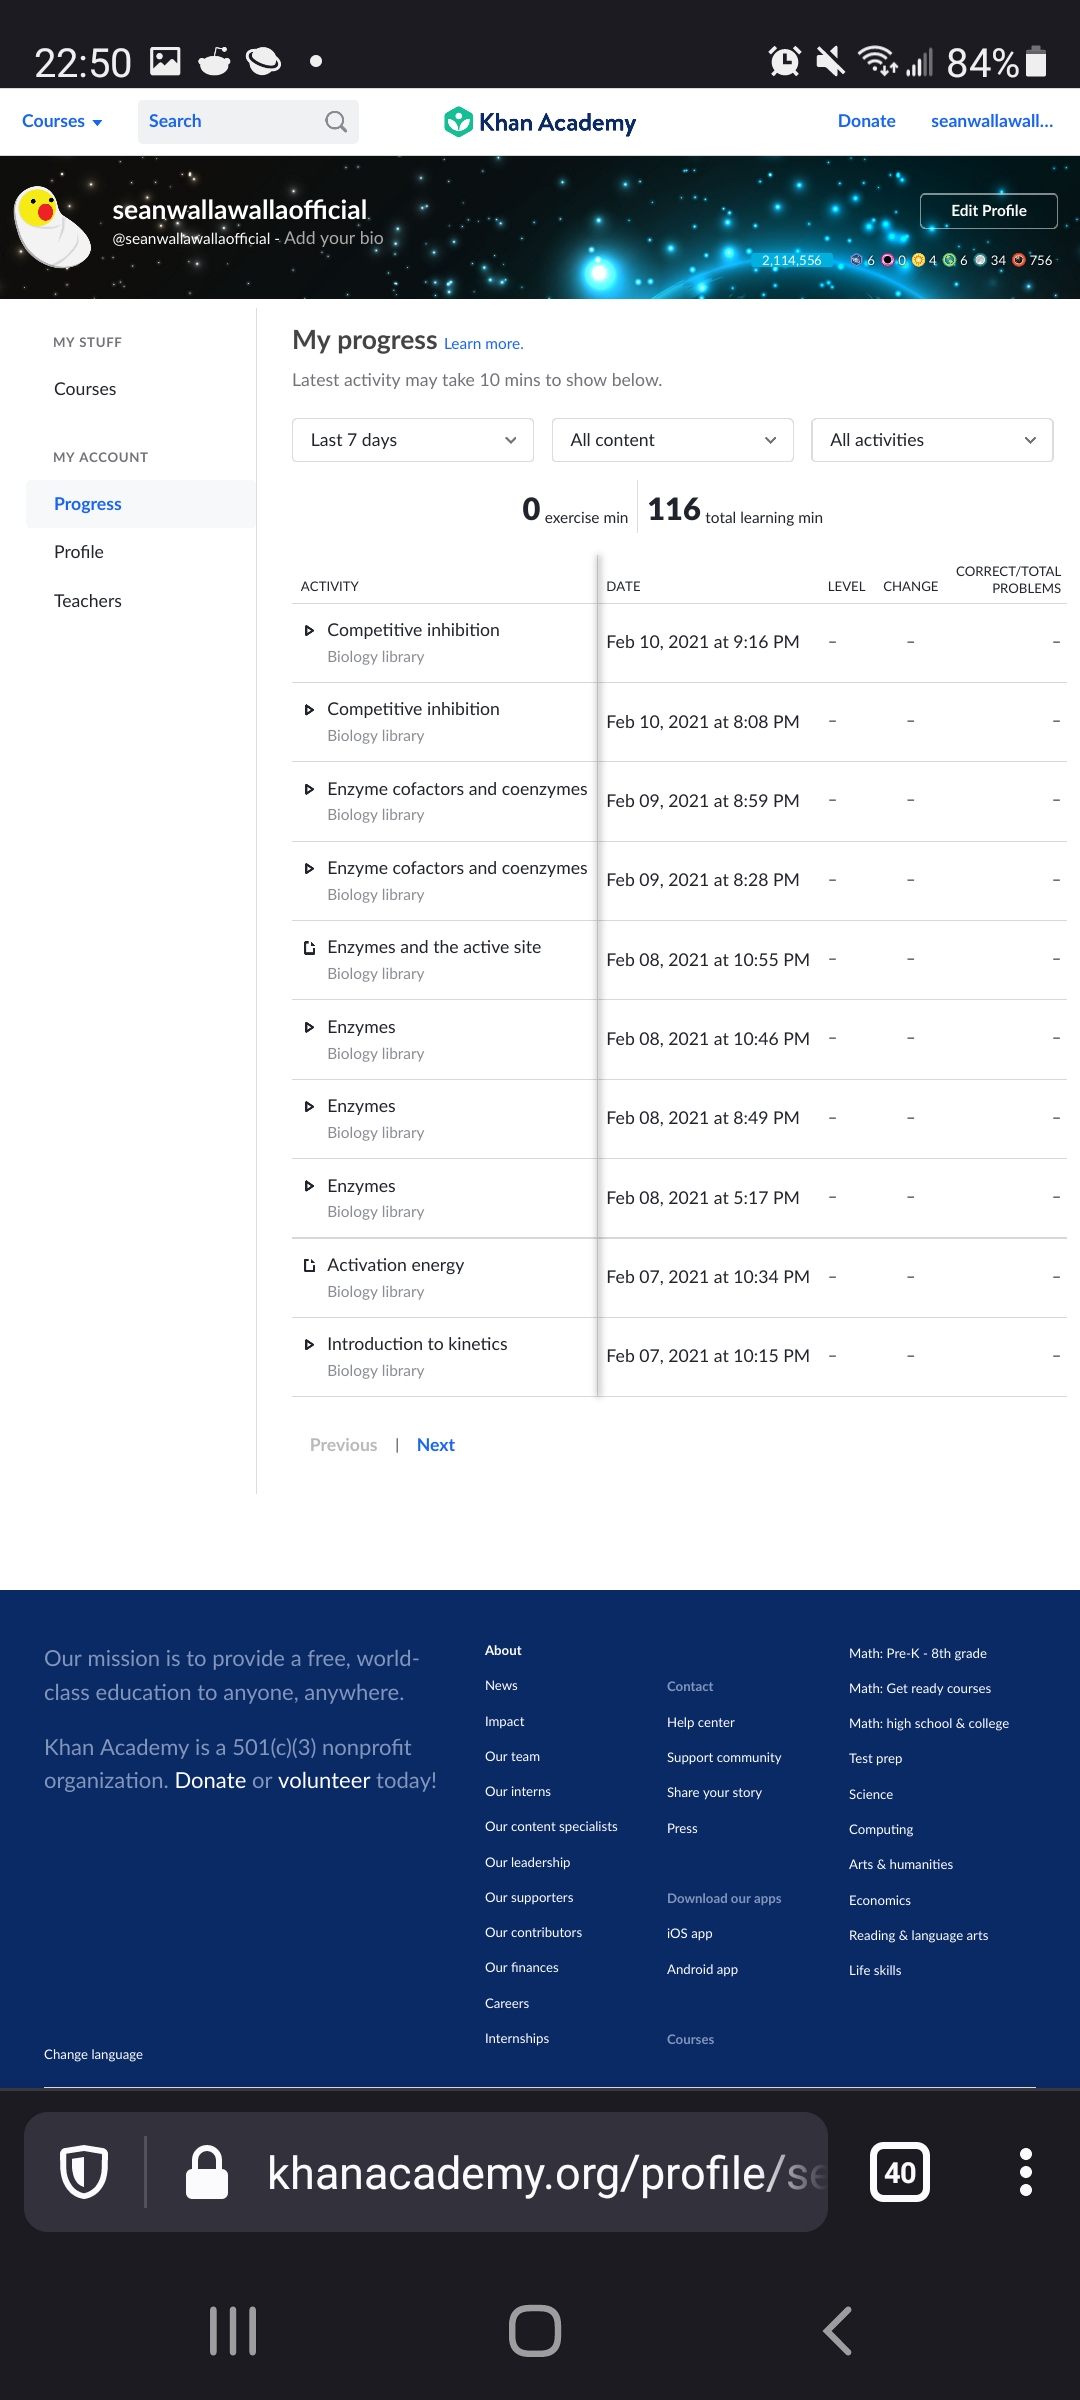 22:50 84%
Courses Search Khan Academy Donate seanwallawall...
seanwallawallaofficial
@seanwallawallaofficial - Add your bio
Edit Profile
2,114,556 6 0 4 6 34 756
MY STUFF
Courses
MY ACCOUNT
Progress
Profile
Teachers
My progress Learn more.
Latest activity may take 10 mins to show below.
Last 7 days All content All activities
0 exercise min 116 total learning min
ACTIVITY DATE LEVEL CHANGE CORRECT/TOTAL PROBLEMS
Competitive inhibition Feb 10, 2021 at 9:16 PM – – –
Biology library
Competitive inhibition Feb 10, 2021 at 8:08 PM – – –
Biology library
Enzyme cofactors and coenzymes Feb 09, 2021 at 8:59 PM – – –
Biology library
Enzyme cofactors and coenzymes Feb 09, 2021 at 8:28 PM – – –
Biology library
Enzymes and the active site Feb 08, 2021 at 10:55 PM – – –
Biology library
Enzymes Feb 08, 2021 at 10:46 PM – – –
Biology library
Enzymes Feb 08, 2021 at 8:49 PM – – –
Biology library
Enzymes Feb 08, 2021 at 5:17 PM – – –
Biology library
Activation energy Feb 07, 2021 at 10:34 PM – – –
Biology library
Introduction to kinetics Feb 07, 2021 at 10:15 PM – – –
Biology library
Previous | Next
Our mission is to provide a free, world-
class education to anyone, anywhere.
Khan Academy is a 501(c)(3) nonprofit
organization. Donate or volunteer today!
About
News
Impact
Our team
Our interns
Our content specialists
Our leadership
Our supporters
Our contributors
Our finances
Careers
Internships
Contact
Help center
Support community
Share your story
Press
Download our apps
iOS app
Android app
Courses
Math: Pre-K - 8th grade
Math: Get ready courses
Math: high school & college
Test prep
Science
Computing
Arts & humanities
Economics
Reading & language arts
Life skills
Change language
khanacademy.org/profile/se 40